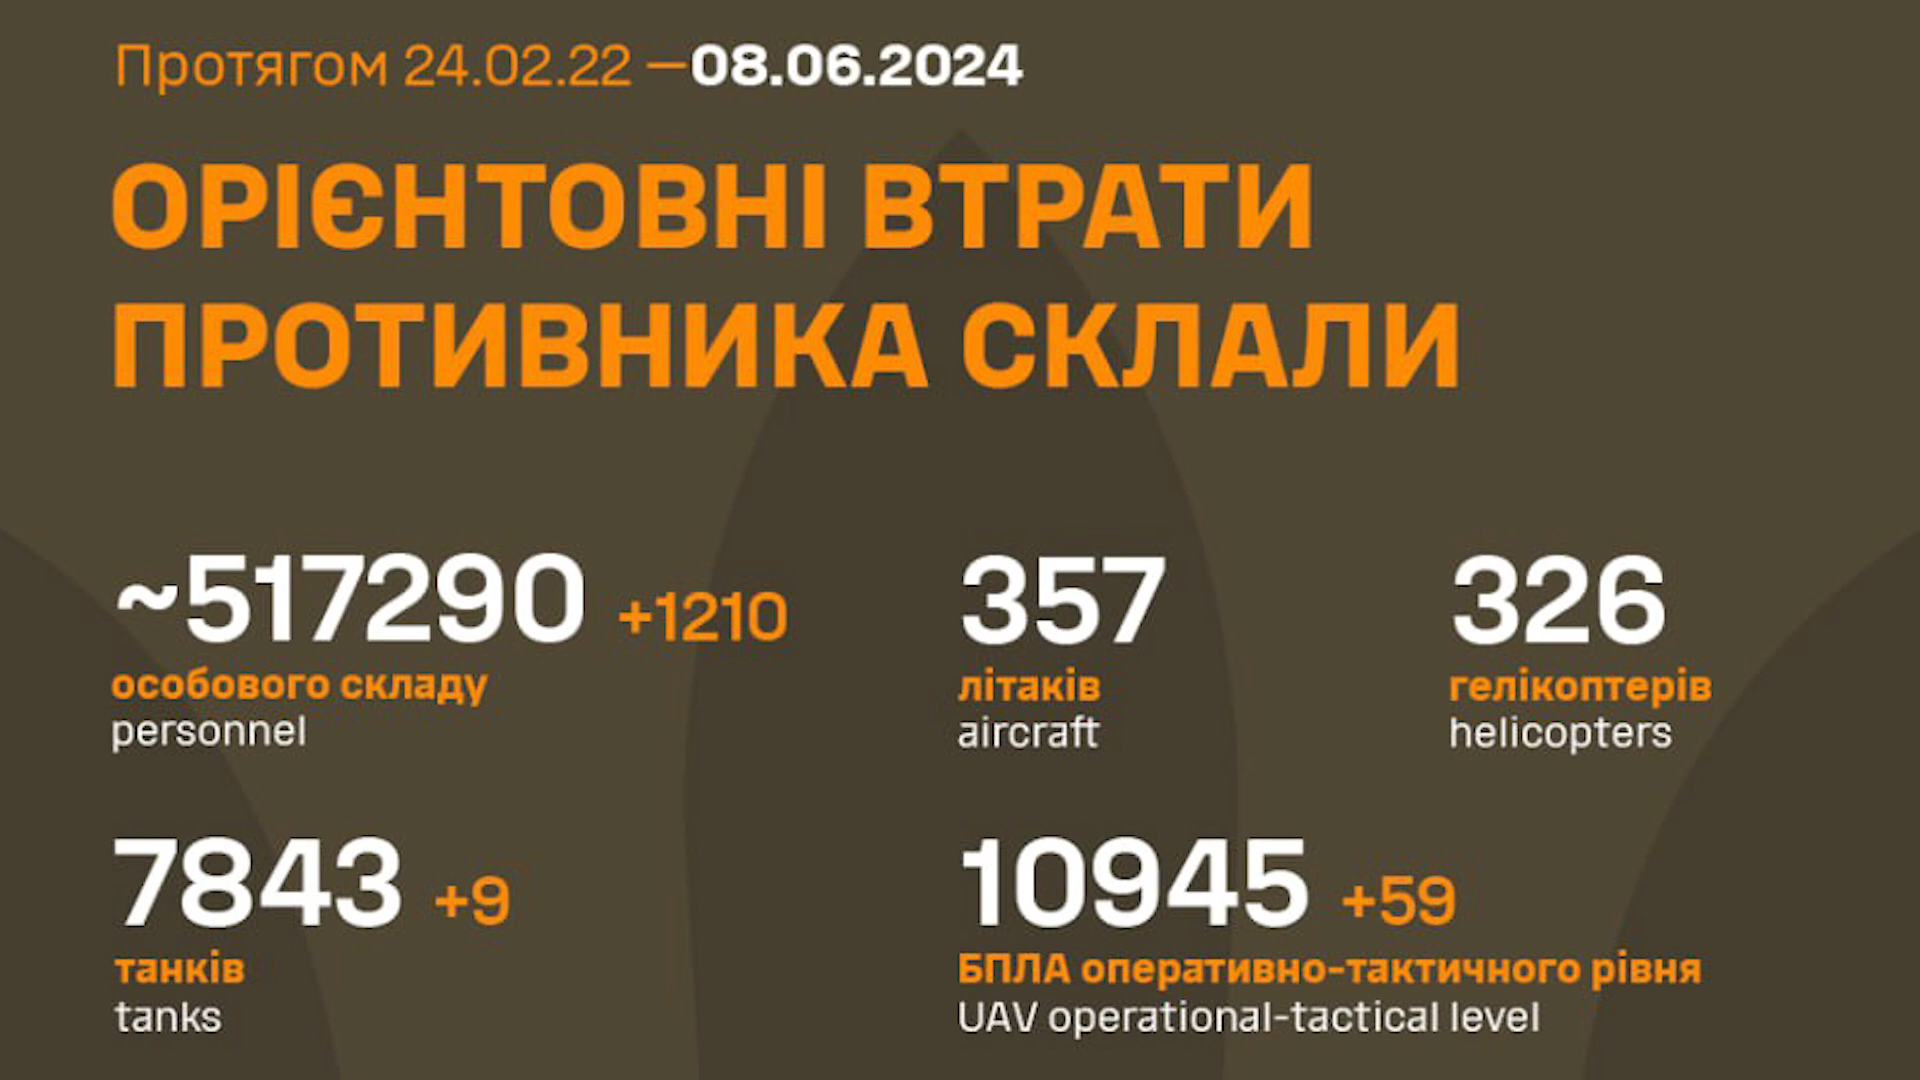 Протягом 24.02.22 —08.06.2024
ОРІЄНТОВНІ ВТРАТИ
ПРОТИВНИКА СКЛАЛИ
~517290 +1210
особового складу
personnel
357
літаків
aircraft
326
гелікоптерів
helicopters
7843 +9
танків
tanks
10945 +59
БПЛА оперативно-тактичного рівня
UAV operational-tactical level